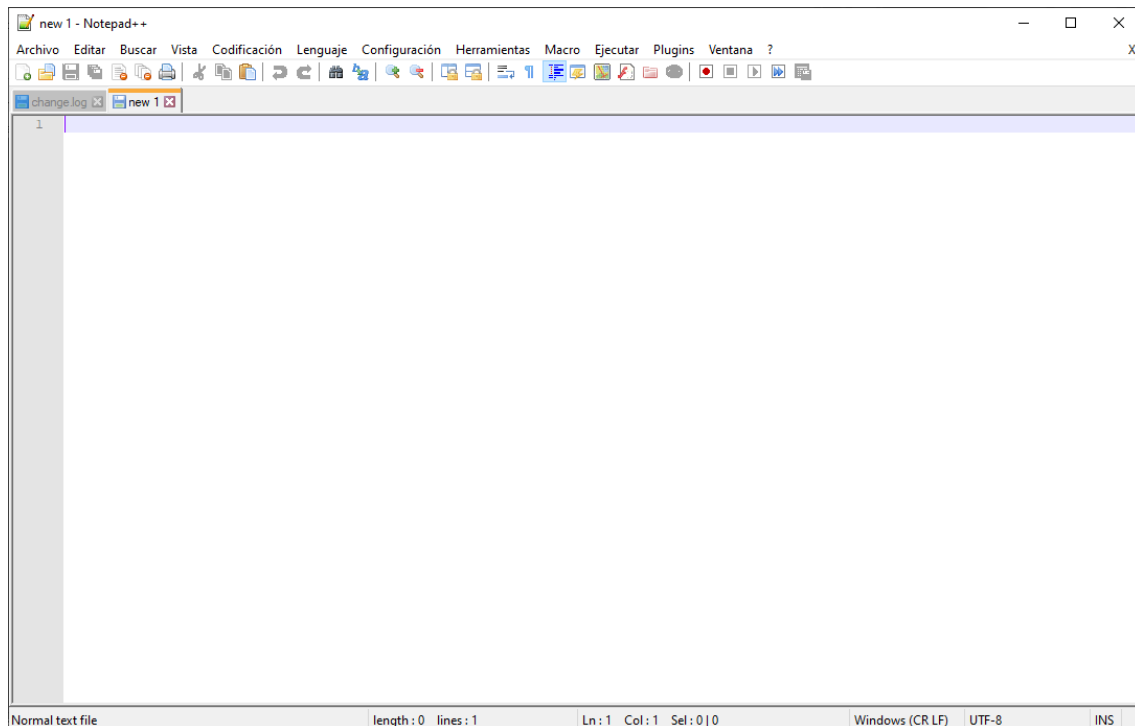 new 1 - Notepad++
Archivo Editar Buscar Vista Codificación Lenguaje Configuración Herramientas Macro Ejecutar Plugins Ventana ? X
change.log new 1
1
Normal text file length : 0 lines : 1 Ln : 1 Col : 1 Sel : 0 | 0 Windows (CR LF) UTF-8 INS